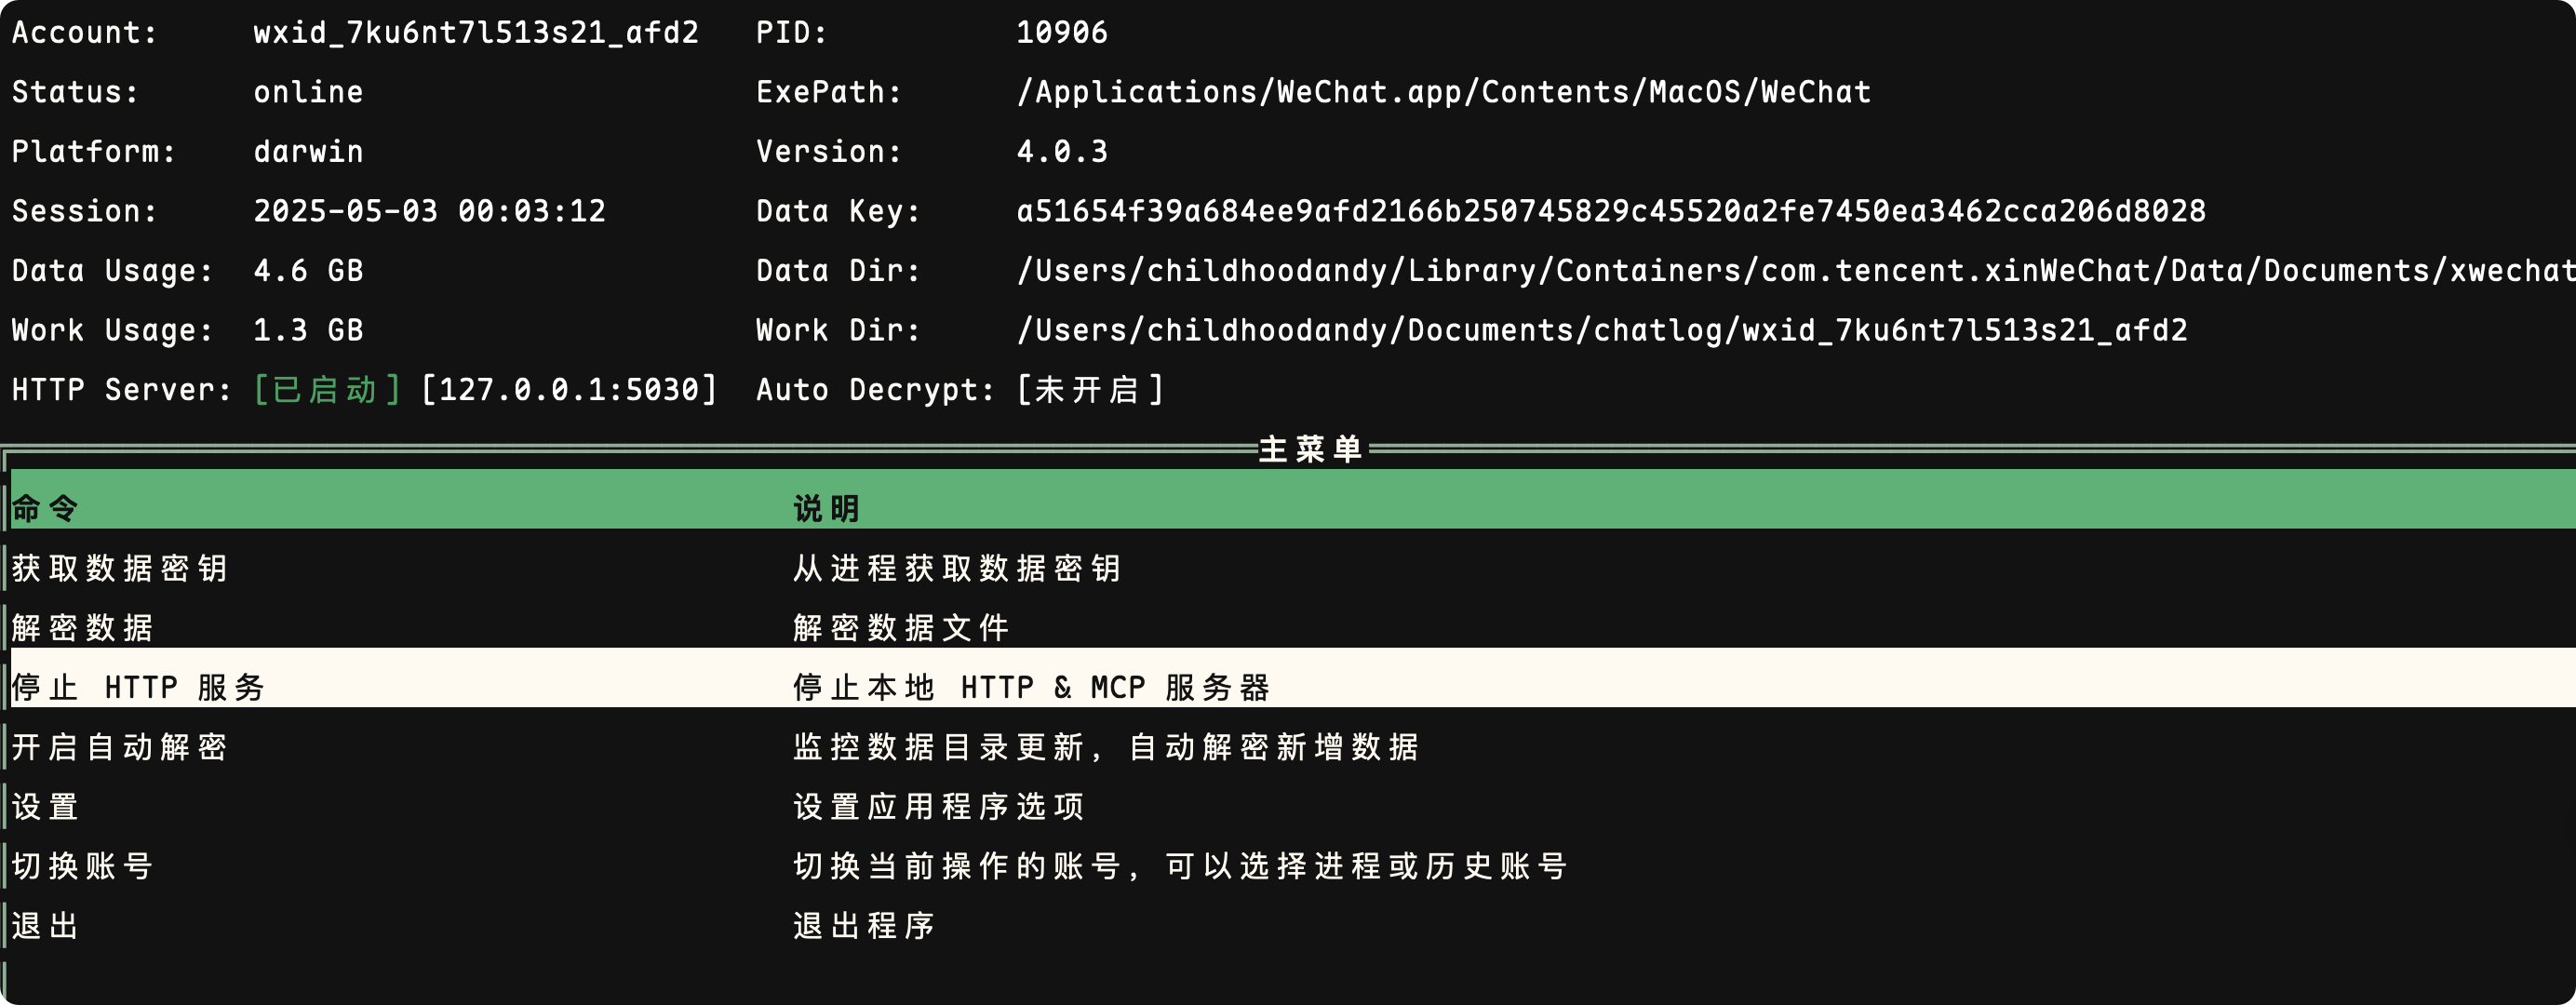 Account: wxid_7ku6nt7l513s21_afd2 PID: 10906
Status: online ExePath: /Applications/WeChat.app/Contents/MacOS/WeChat
Platform: darwin Version: 4.0.3
Session: 2025-05-03 00:03:12 Data Key: a51654f39a684ee9afd2166b250745829c45520a2fe7450ea3462cca206d8028
Data Usage: 4.6 GB Data Dir: /Users/childhoodandy/Library/Containers/com.tencent.xinWeChat/Data/Documents/xwechat
Work Usage: 1.3 GB Work Dir: /Users/childhoodandy/Documents/chatlog/wxid_7ku6nt7l513s21_afd2
HTTP Server: [已启动] [127.0.0.1:5030] Auto Decrypt: [未开启]
主菜单
命令 说明
获取数据密钥 从进程获取数据密钥
解密数据 解密数据文件
停止 HTTP 服务 停止本地 HTTP & MCP 服务器
开启自动解密 监控数据目录更新, 自动解密新增数据
设置 设置应用程序选项
切换账号 切换当前操作的账号, 可以选择进程或历史账号
退出 退出程序